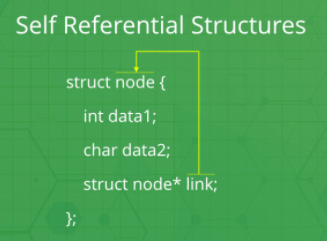 Self Referential Structures
struct node {
int data1;
char data2;
struct node* link;
};